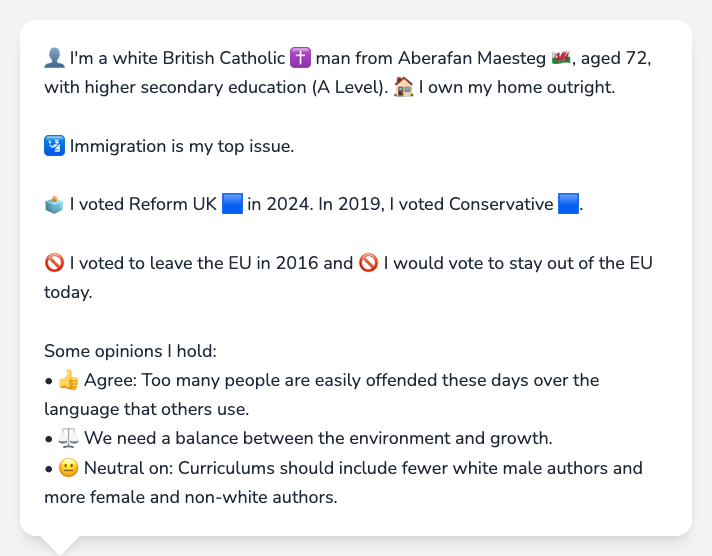 👤 I'm a white British Catholic ✝️ man from Aberafan Maesteg 🏴󠁧󠁢󠁷󠁬󠁳󠁿, aged 72,
with higher secondary education (A Level). 🏠 I own my home outright.
🛂 Immigration is my top issue.
🗳️ I voted Reform UK 🟦 in 2024. In 2019, I voted Conservative 🟦.
🚫 I voted to leave the EU in 2016 and 🚫 I would vote to stay out of the EU
today.
Some opinions I hold:
• 👍 Agree: Too many people are easily offended these days over the
language that others use.
• ⚖️ We need a balance between the environment and growth.
• 😐 Neutral on: Curriculums should include fewer white male authors and
more female and non-white authors.